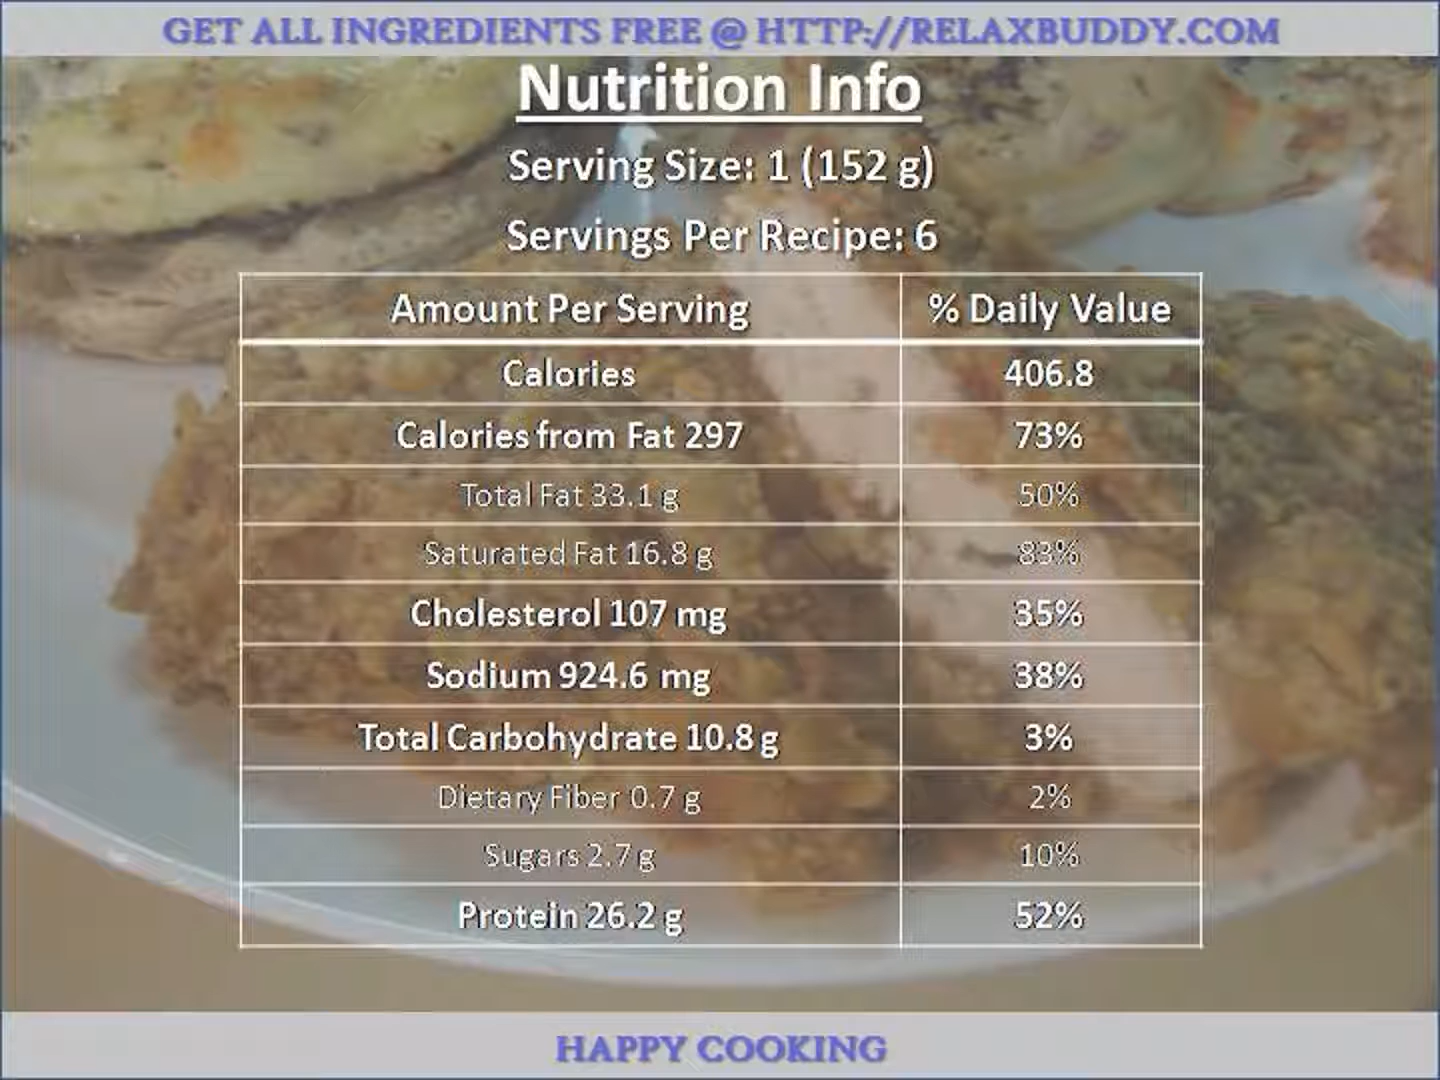 GET ALL INGREDIENTS FREE @ HTTP://RELAXBUDDY.COM
Nutrition Info
Serving Size: 1 (152 g)
Servings Per Recipe: 6
Amount Per Serving % Daily Value
Calories 406.8
Calories from Fat 297 73%
Total Fat 33.1 g 50%
Saturated Fat 16.8 g 83%
Cholesterol 107 mg 35%
Sodium 924.6 mg 38%
Total Carbohydrate 10.8 g 3%
Dietary Fiber 0.7 g 2%
Sugars 2.7 g 10%
Protein 26.2 g 52%
HAPPY COOKING